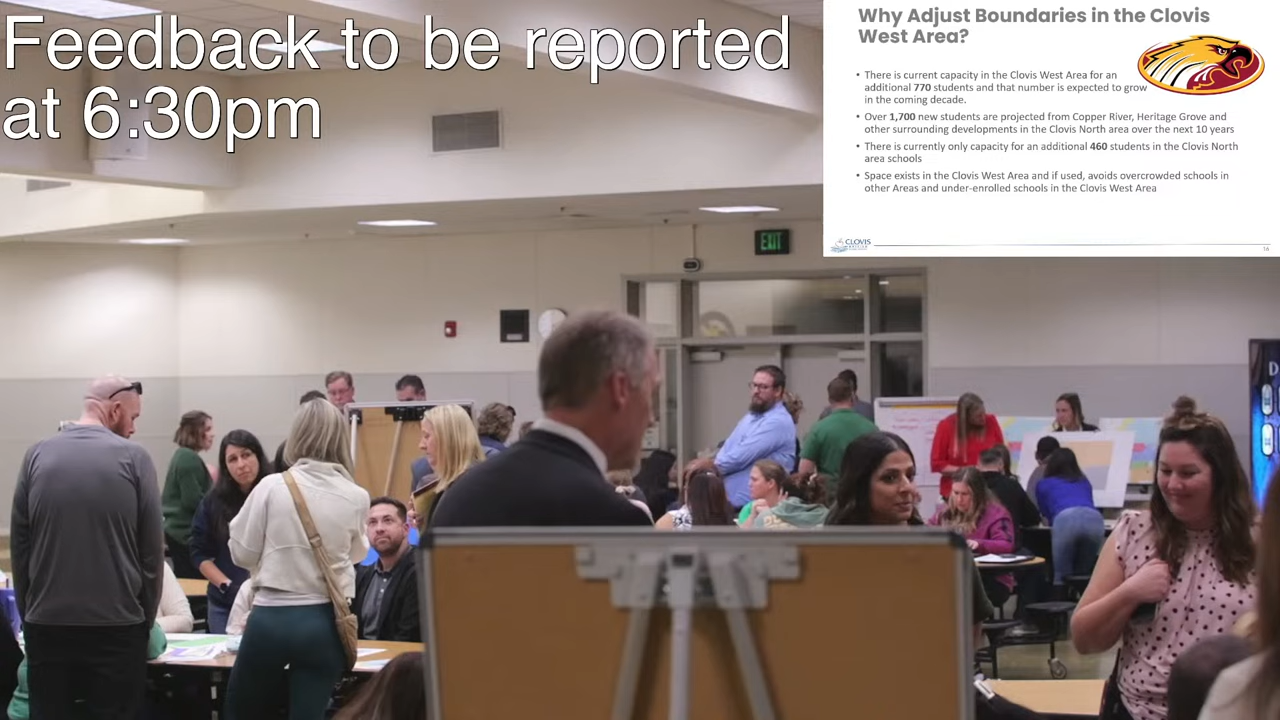 Feedback to be reported
at 6:30pm
Why Adjust Boundaries in the Clovis
West Area?
• There is current capacity in the Clovis West Area for an
additional 770 students and that number is expected to grow
in the coming decade.
• Over 1,700 new students are projected from Copper River, Heritage Grove and
other surrounding developments in the Clovis North area over the next 10 years
• There is currently only capacity for an additional 460 students in the Clovis North
area schools
• Space exists in the Clovis West Area and if used, avoids overcrowded schools in
other Areas and under-enrolled schools in the Clovis West Area
CLOVIS
EXIT
D